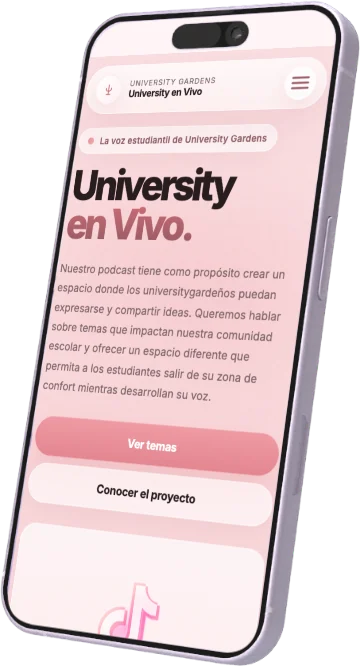 UNIVERSITY GARDENS
University en Vivo
La voz estudiantil de University Gardens
University
en Vivo.
Nuestro podcast tiene como propósito crear un
espacio donde los universitygardeños puedan
expresarse y compartir ideas. Queremos hablar
sobre temas que impactan nuestra comunidad
escolar y ofrecer un espacio diferente que
permita a los estudiantes salir de su zona de
confort mientras desarrollan su voz.
Ver temas
Conocer el proyecto